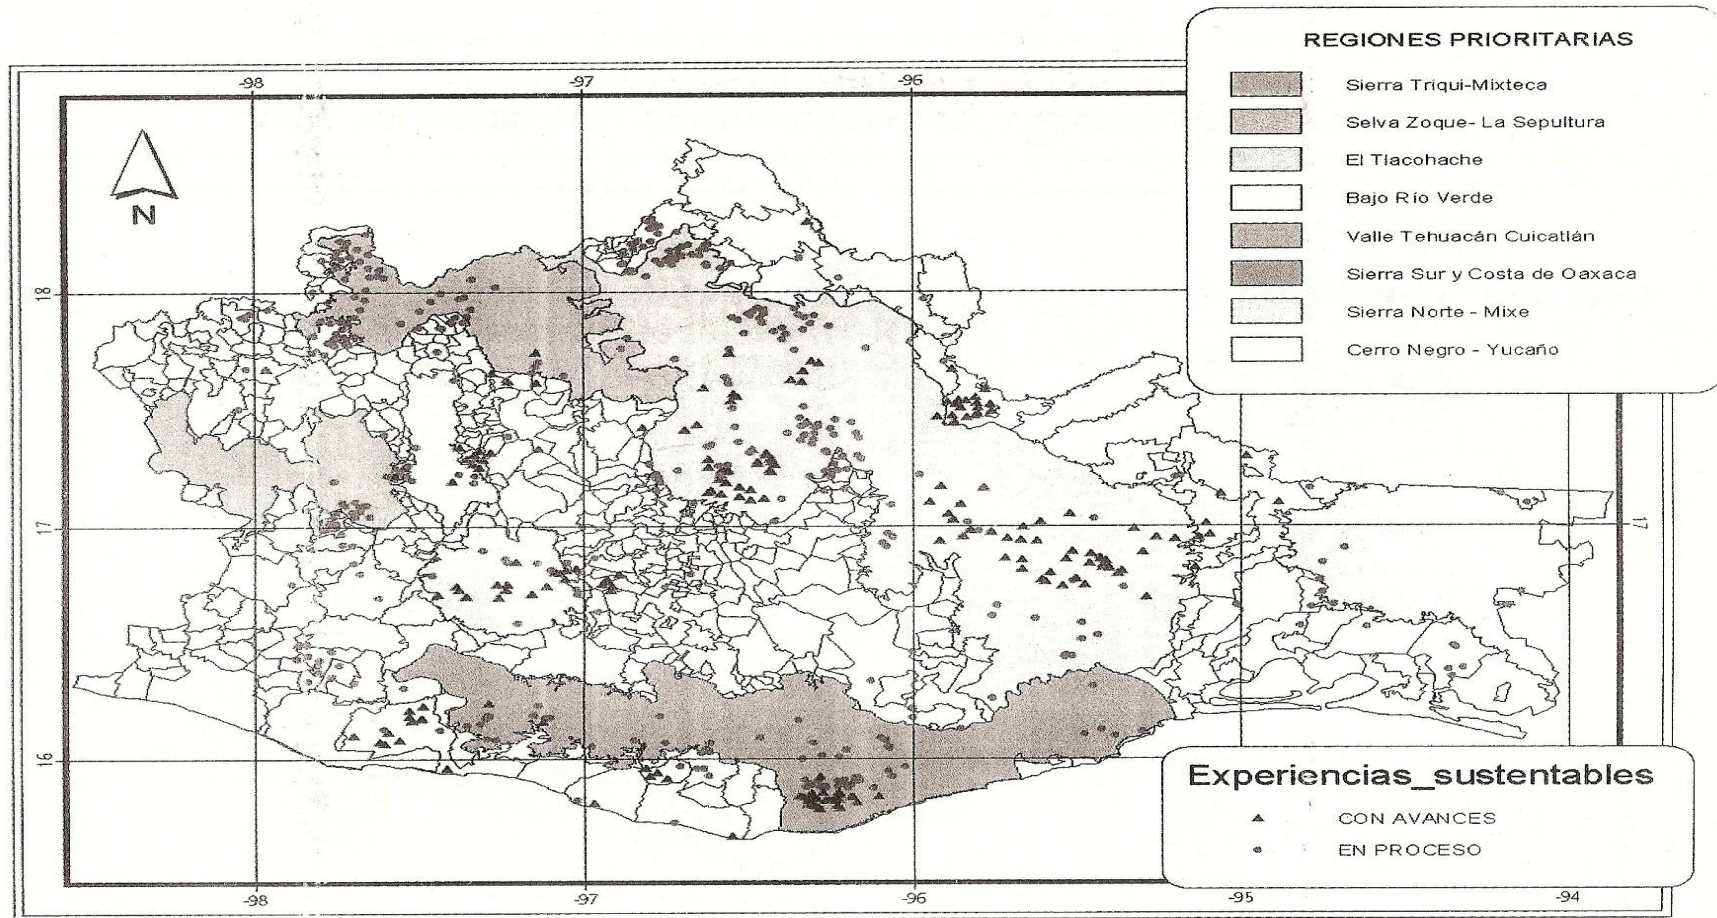 REGIONES PRIORITARIAS
Sierra Triqui-Mixteca
Selva Zoque- La Sepultura
El Tlacohache
Bajo Río Verde
Valle Tehuacán Cuicatlán
Sierra Sur y Costa de Oaxaca
Sierra Norte - Mixe
Cerro Negro - Yucaño
-98
-97
-96
N
18
17
17
16
Experiencias_sustentables
CON AVANCES
EN PROCESO
-98
-97
-96
-95
-94